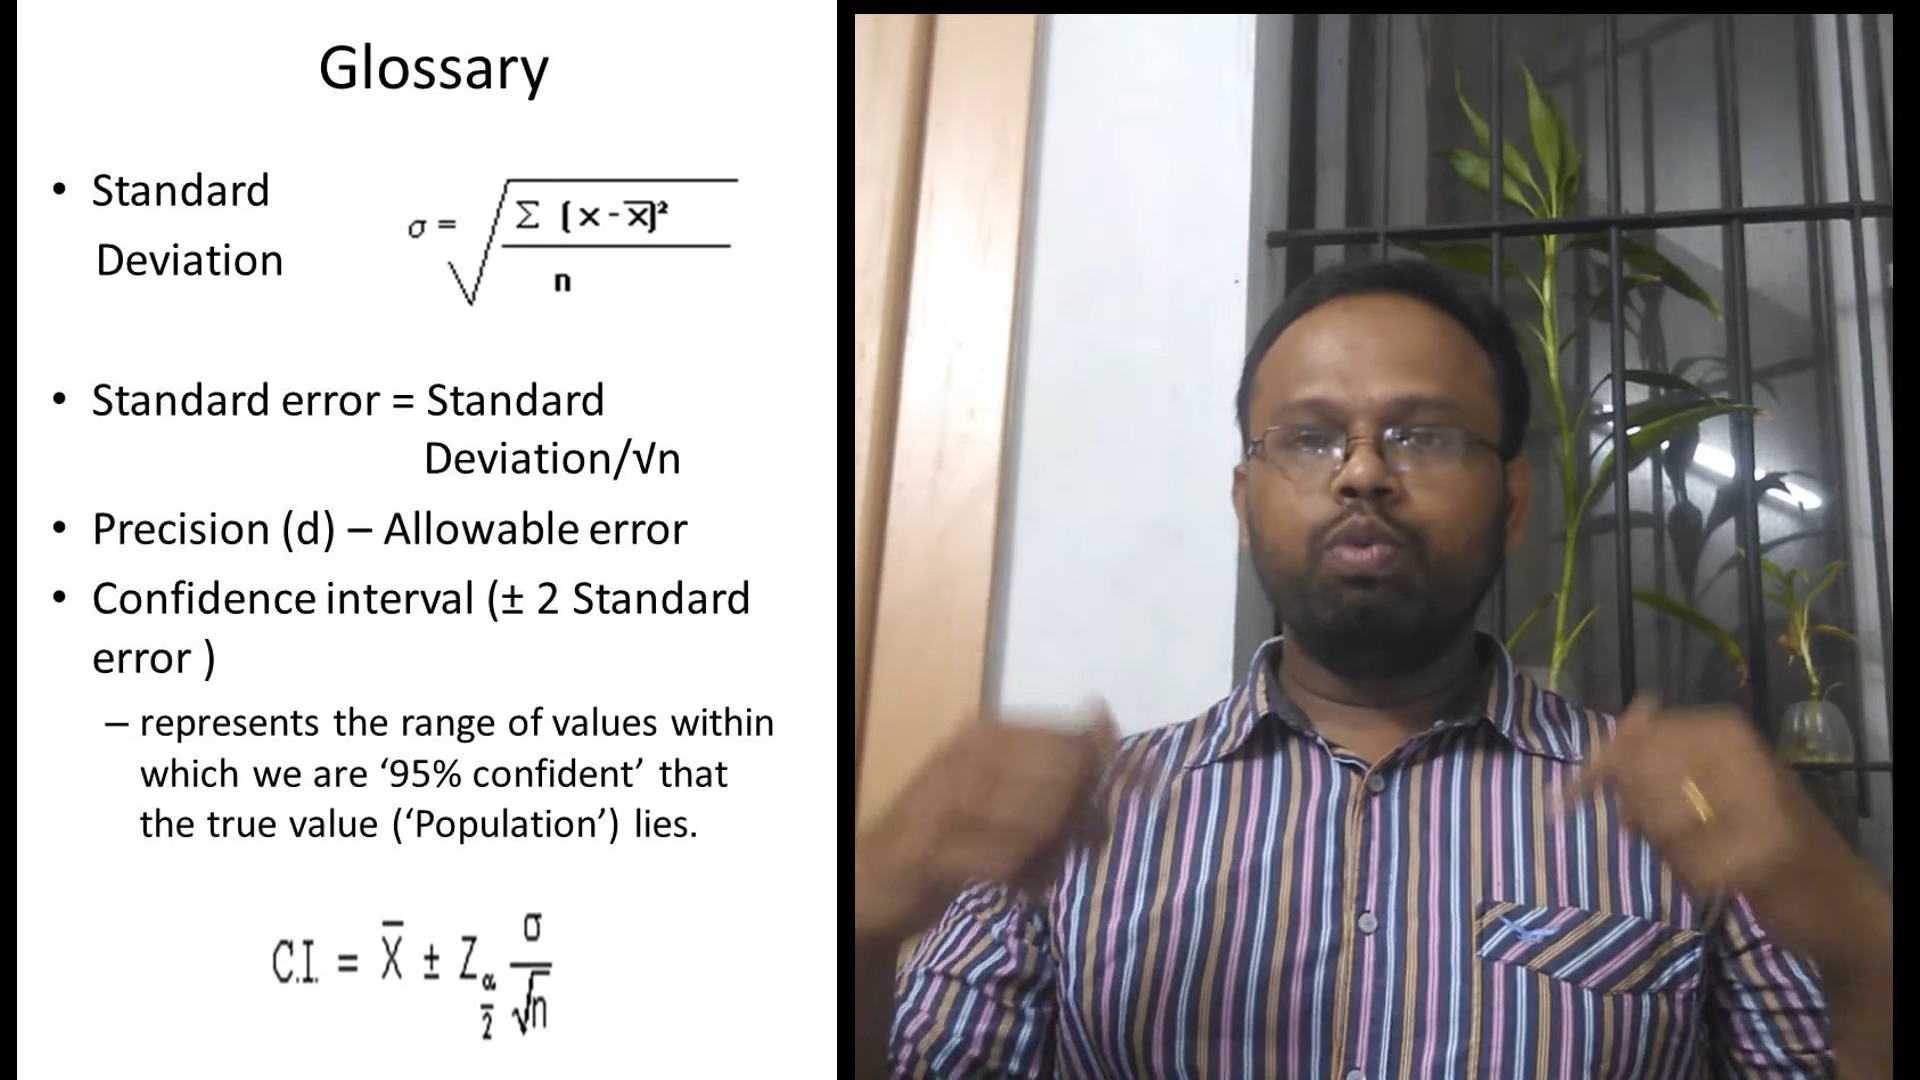 Glossary
• Standard
Deviation
σ = √ Σ (x - x̅)²
n
• Standard error = Standard
Deviation/√n
• Precision (d) – Allowable error
• Confidence interval (± 2 Standard
error )
– represents the range of values within
which we are ‘95% confident’ that
the true value (‘Population’) lies.
C.I. = X̅ ± Z α/2 σ/√n